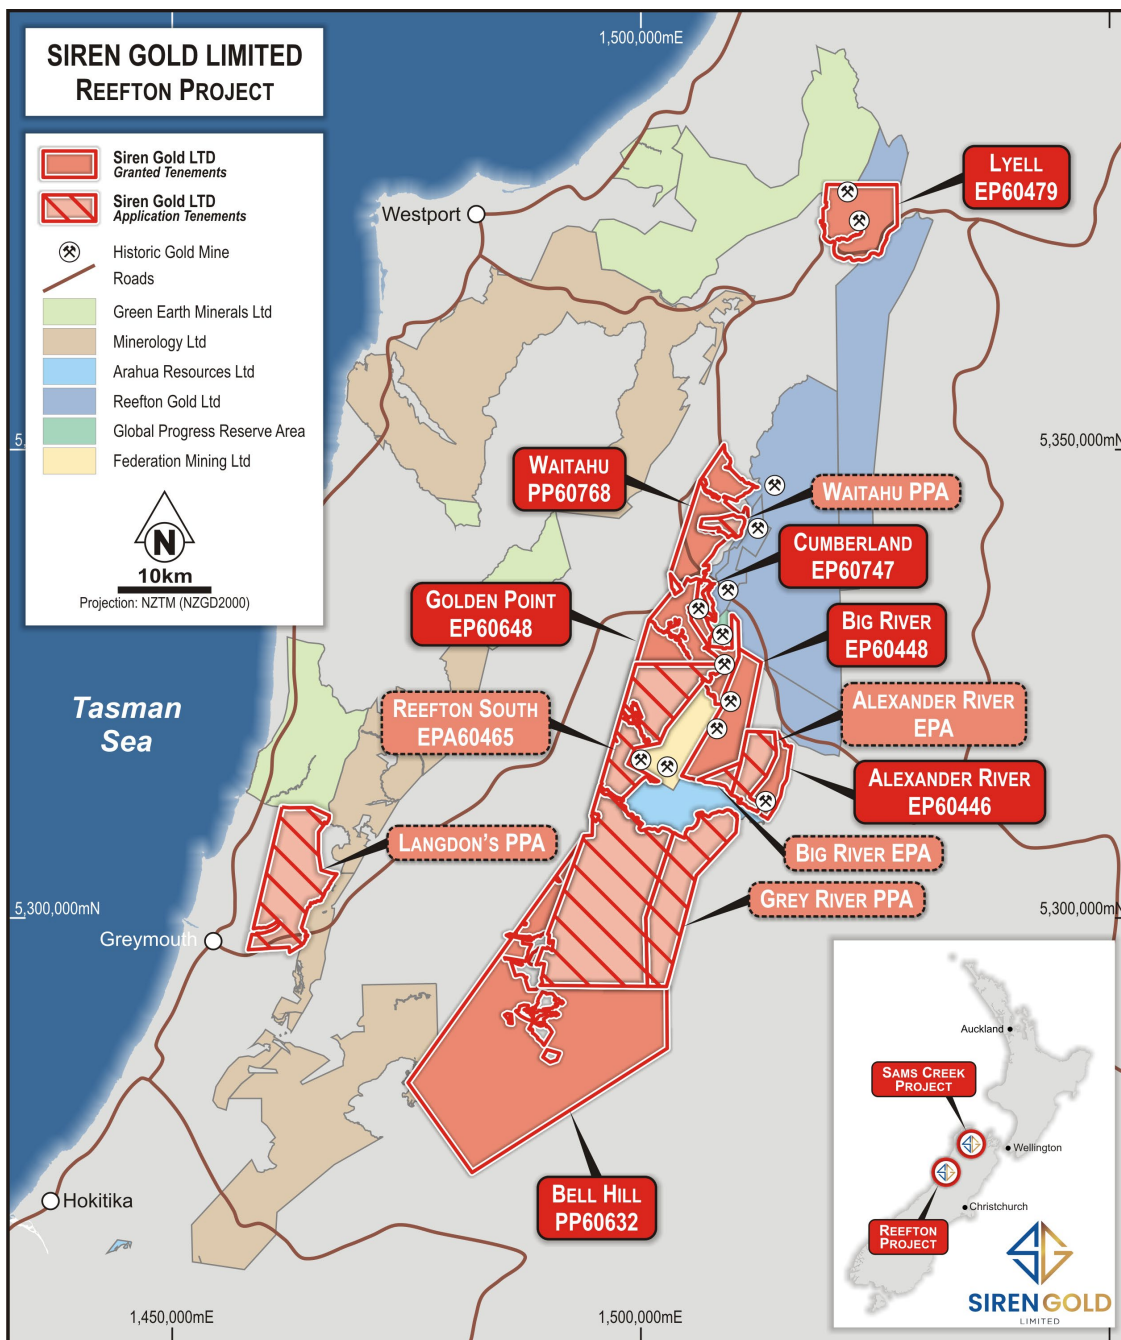 SIREN GOLD LIMITED
REEFTON PROJECT
1,500,000mE
Siren Gold LTD
Granted Tenements
Siren Gold LTD
Application Tenements
Historic Gold Mine
Roads
Green Earth Minerals Ltd
Minerology Ltd
Arahua Resources Ltd
Reefton Gold Ltd
Global Progress Reserve Area
Federation Mining Ltd
N
10km
Projection: NZTM (NZGD2000)
Westport
LYELL
EP60479
5,
5,350,000mN
WAITAHU
PP60768
WAITAHU PPA
CUMBERLAND
EP60747
GOLDEN POINT
EP60648
BIG RIVER
EP60448
Tasman
Sea
REEFTON SOUTH
EPA60465
ALEXANDER RIVER
EPA
ALEXANDER RIVER
EP60446
LANGDON'S PPA
BIG RIVER EPA
GREY RIVER PPA
5,300,000mN
5,300,000mN
Greymouth
Hokitika
BELL HILL
PP60632
Auckland
SAMS CREEK
PROJECT
Wellington
Christchurch
REEFTON
PROJECT
SIREN GOLD
LIMITED
1,450,000mE
1,500,000mE